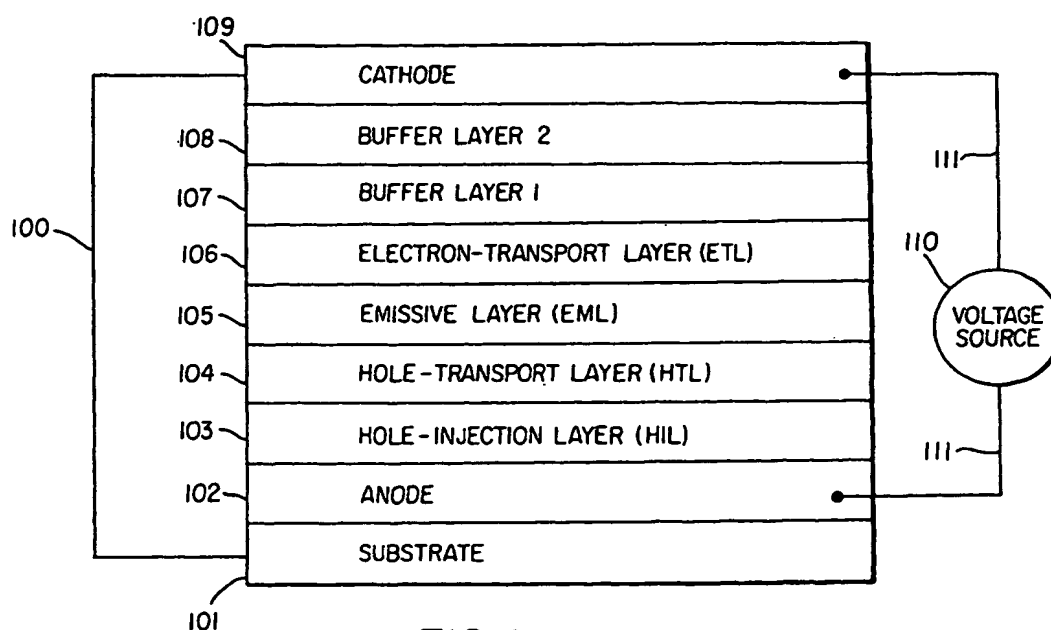 109
CATHODE
108
BUFFER LAYER 2
111
107
BUFFER LAYER 1
100
106
ELECTRON-TRANSPORT LAYER (ETL)
110
105
EMISSIVE LAYER (EML)
VOLTAGE
SOURCE
104
HOLE-TRANSPORT LAYER (HTL)
103
HOLE-INJECTION LAYER (HIL)
111
102
ANODE
SUBSTRATE
101